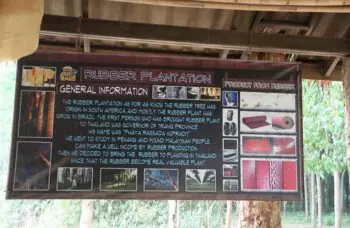 RUBBER PLANTATION
GENERAL INFORMATION
THE RUBBER PLANTATION AS FOR AS KNOW THE RUBBER TREE HAS
ORIGIN IN SOUTH AMERICA AND MOSTLY THE RUBBER PLANT HAS
GROS IN BRAZIL. THE FIRST PERSON WHO HAS BROUGHT RUBBER PLANT
TO THAILAND WAS GOVERNOR OF TRANG PROVINCE
HIS NAME WAS "PHAYA RASSADA NUPRADIT"
HE WENT TO STUDY IN PENANG AND FOUND MALAYSIAN PEOPLE
CAN MAKE A WELL INCOME BY RUBBER PRODUCTION.
THEN HE DECIDED TO BRING THE RUBBER TO PLANTING IN THAILAND
SINCE THAT THE RUBBER BECOME REAL VALUABLE PLANT
PRODUCT FROM RUBBER